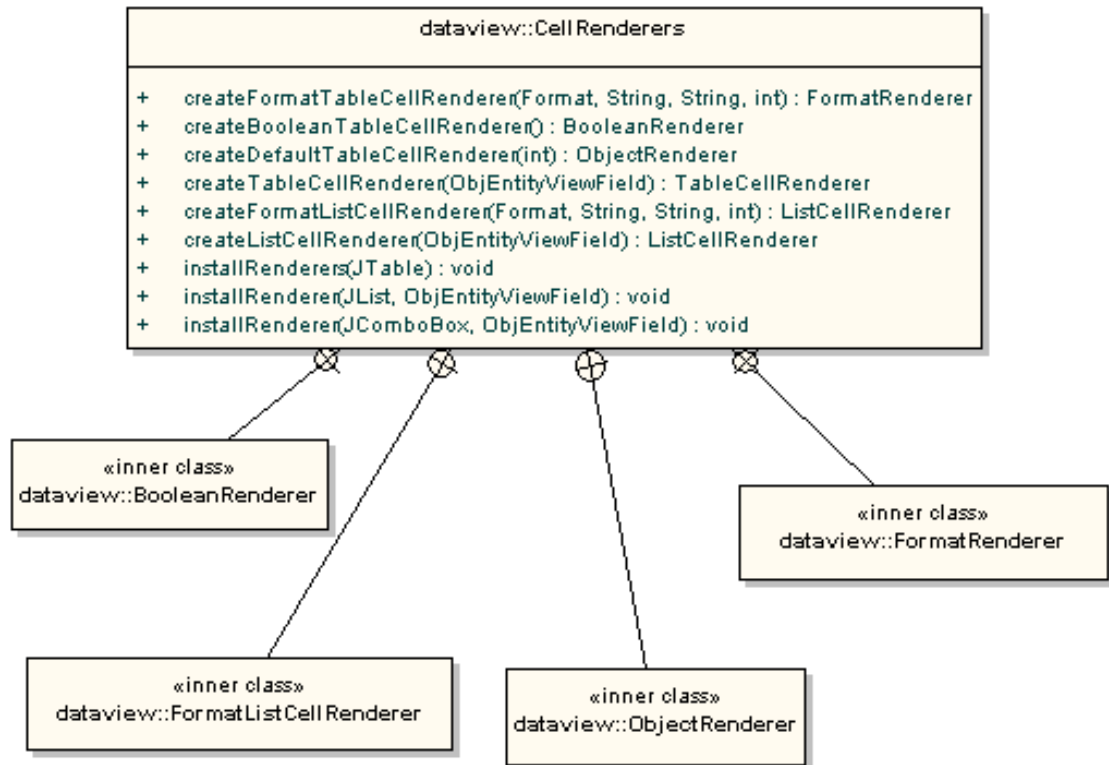 dataview::CellRenderers
+ createFormatTableCellRenderer(Format, String, String, int) : FormatRenderer
+ createBooleanTableCellRenderer() : BooleanRenderer
+ createDefaultTableCellRenderer(int) : ObjectRenderer
+ createTableCellRenderer(ObjEntityViewField) : TableCellRenderer
+ createFormatListCellRenderer(Format, String, String, int) : ListCellRenderer
+ createListCellRenderer(ObjEntityViewField) : ListCellRenderer
+ installRenderers(JTable) : void
+ installRenderer(JList, ObjEntityViewField) : void
+ installRenderer(JComboBox, ObjEntityViewField) : void
«inner class»
dataview::BooleanRenderer
«inner class»
dataview::FormatRenderer
«inner class»
dataview::FormatListCellRenderer
«inner class»
dataview::ObjectRenderer